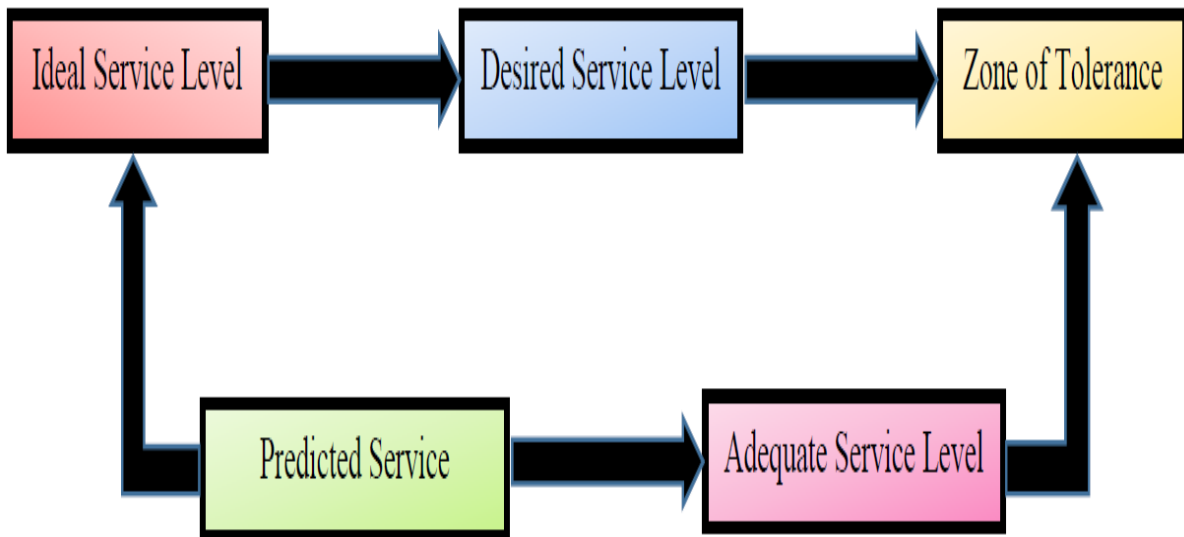 Ideal Service Level
Desired Service Level
Zone of Tolerance
Predicted Service
Adequate Service Level